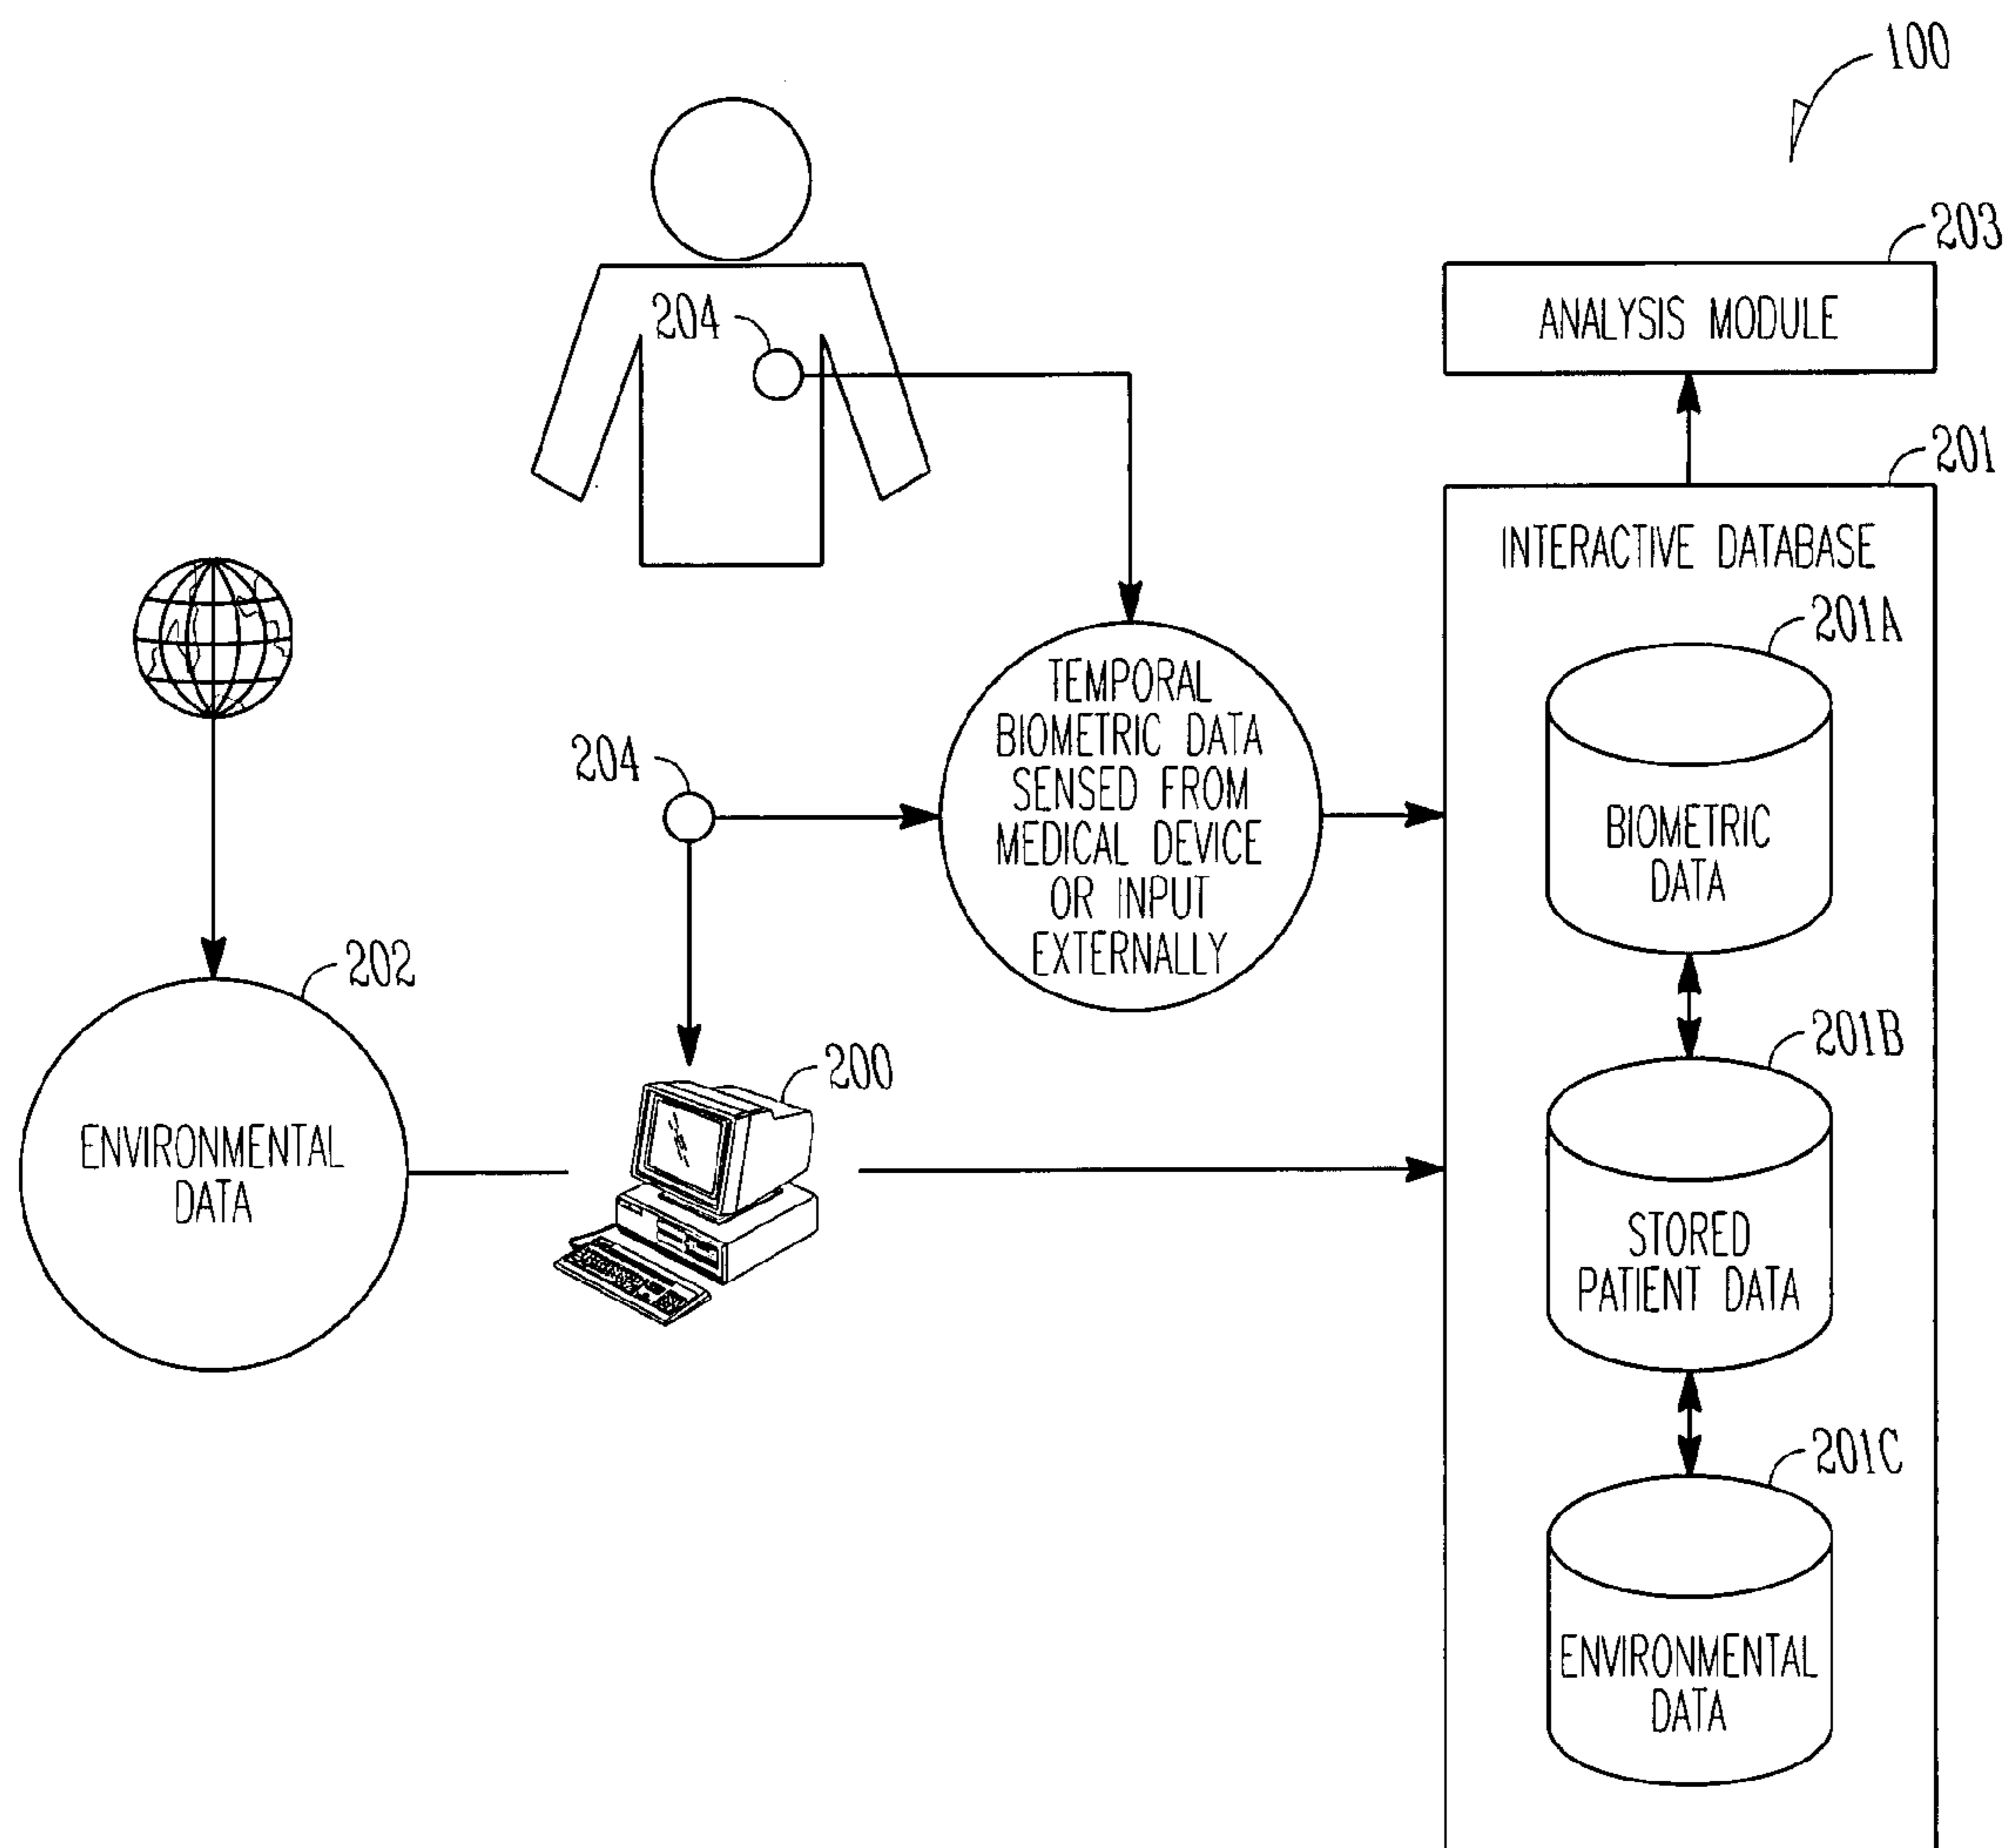 100
203
ANALYSIS MODULE
204
201
INTERACTIVE DATABASE
201A
BIOMETRIC
DATA
TEMPORAL
BIOMETRIC DATA
SENSED FROM
MEDICAL DEVICE
OR INPUT
EXTERNALLY
204
202
ENVIRONMENTAL
DATA
200
201B
STORED
PATIENT DATA
201C
ENVIRONMENTAL
DATA